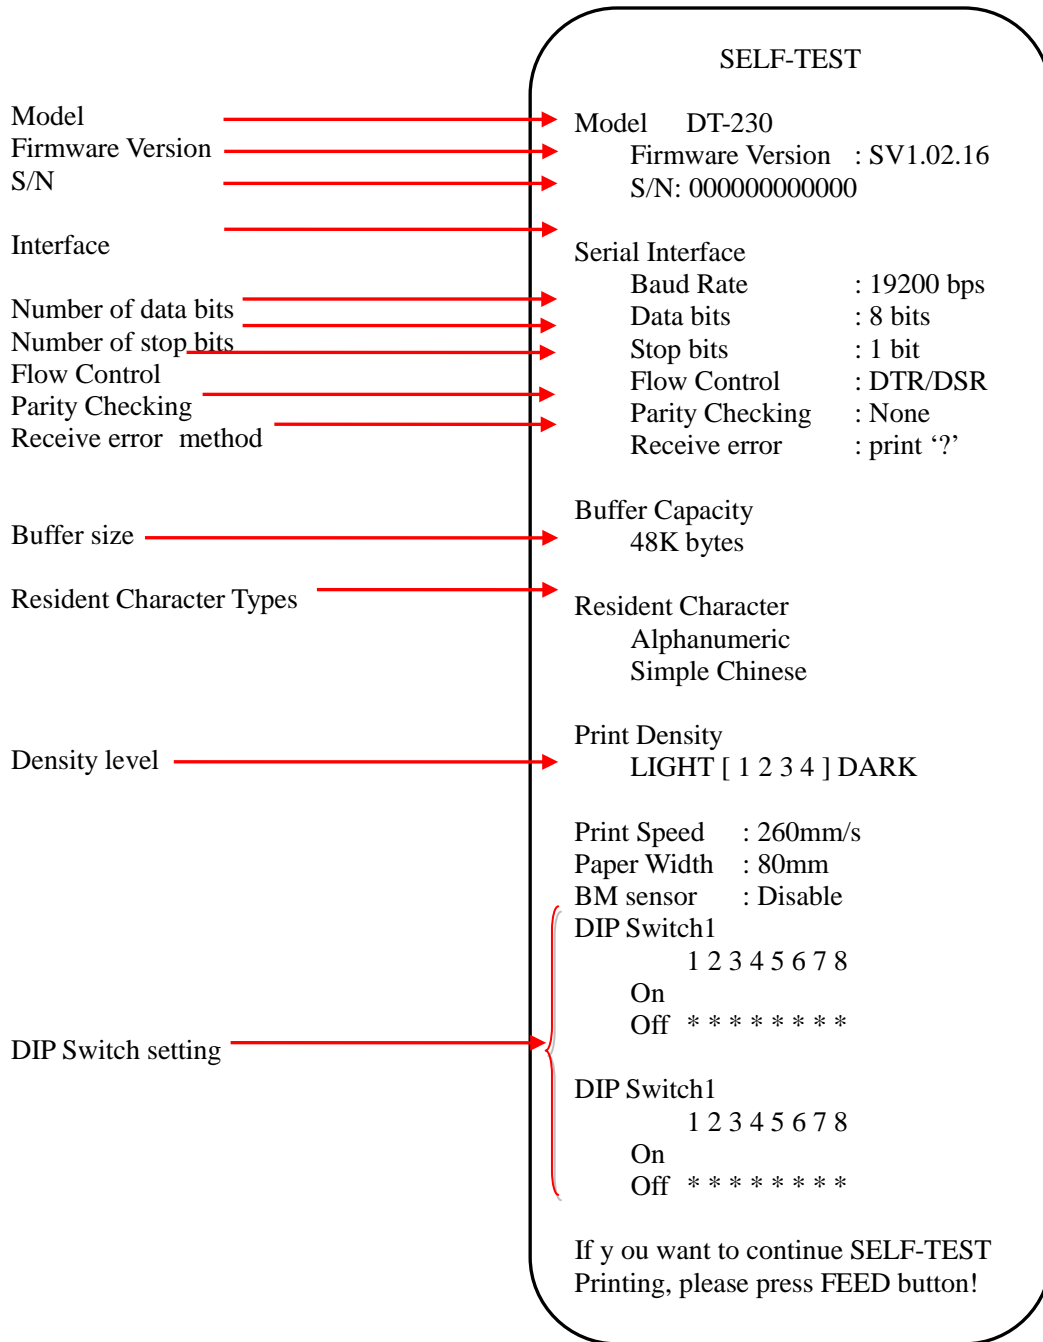 SELF-TEST
Model
Model DT-230
Firmware Version
Firmware Version : SV1.02.16
S/N
S/N: 000000000000
Interface
Serial Interface
Baud Rate : 19200 bps
Number of data bits
Data bits : 8 bits
Number of stop bits
Stop bits : 1 bit
Flow Control
Flow Control : DTR/DSR
Parity Checking
Parity Checking : None
Receive error method
Receive error : print ‘?’
Buffer Capacity
Buffer size
48K bytes
Resident Character Types
Resident Character
Alphanumeric
Simple Chinese
Print Density
Density level
LIGHT [ 1 2 3 4 ] DARK
Print Speed : 260mm/s
Paper Width : 80mm
BM sensor : Disable
DIP Switch1
1 2 3 4 5 6 7 8
On
Off * * * * * * * *
DIP Switch setting
DIP Switch1
1 2 3 4 5 6 7 8
On
Off * * * * * * * *
If y ou want to continue SELF-TEST
Printing, please press FEED button!